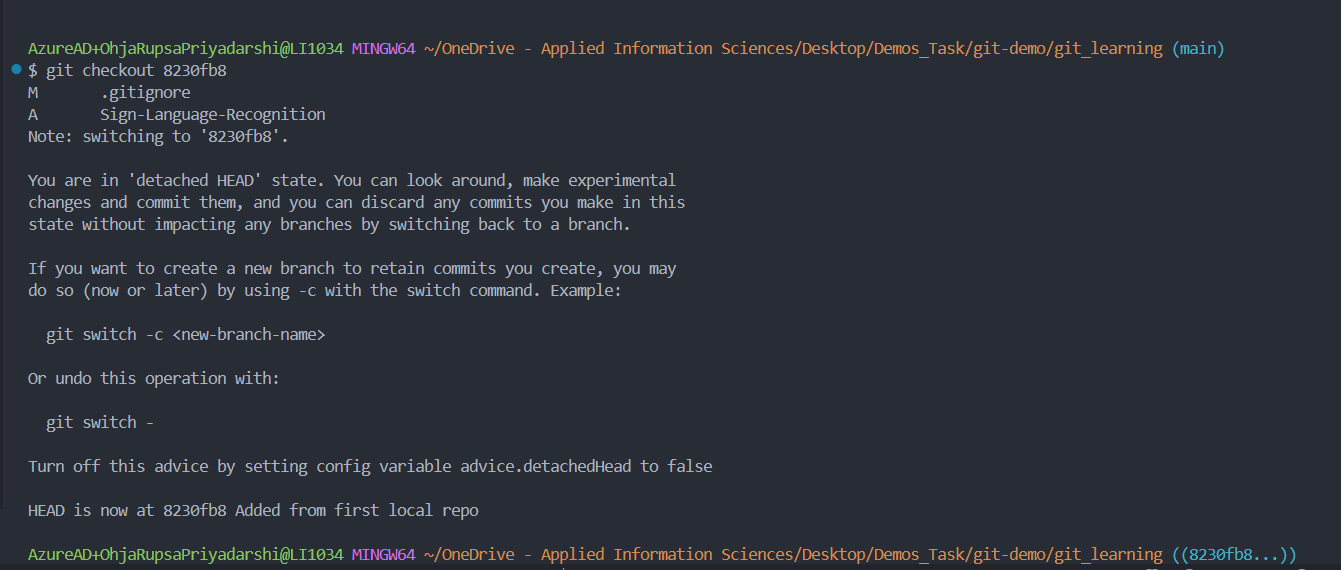 AzureAD+OhjaRupsaPriyadarshi@LI1034 MINGW64 ~/OneDrive - Applied Information Sciences/Desktop/Demos_Task/git-demo/git_learning (main)
$ git checkout 8230fb8
M       .gitignore
A       Sign-Language-Recognition
Note: switching to '8230fb8'.

You are in 'detached HEAD' state. You can look around, make experimental
changes and commit them, and you can discard any commits you make in this
state without impacting any branches by switching back to a branch.

If you want to create a new branch to retain commits you create, you may
do so (now or later) by using -c with the switch command. Example:

  git switch -c <new-branch-name>

Or undo this operation with:

  git switch -

Turn off this advice by setting config variable advice.detachedHead to false

HEAD is now at 8230fb8 Added from first local repo

AzureAD+OhjaRupsaPriyadarshi@LI1034 MINGW64 ~/OneDrive - Applied Information Sciences/Desktop/Demos_Task/git-demo/git_learning ((8230fb8...))